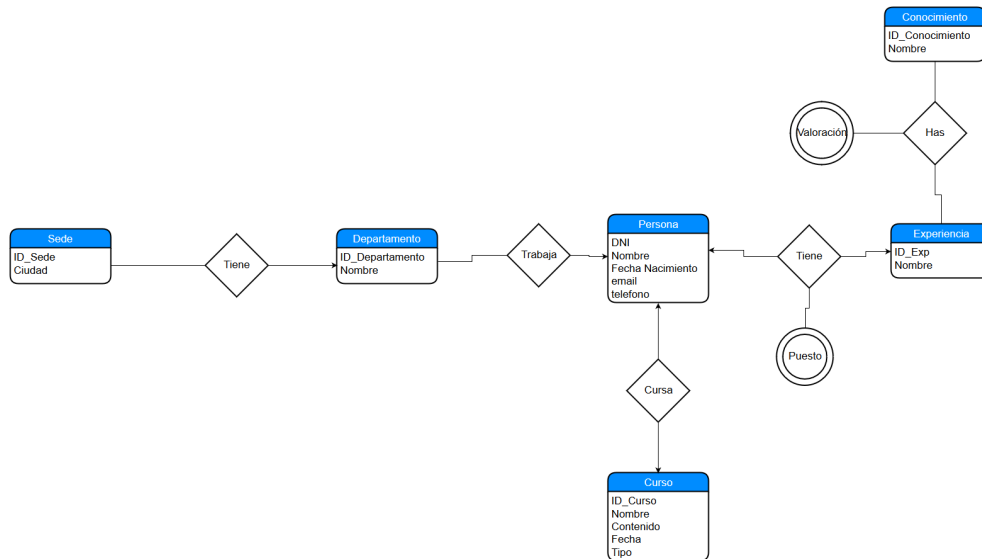 Conocimiento
ID_Conocimiento
Nombre
Valoración
Has
Sede
ID_Sede
Ciudad
Tiene
Departamento
ID_Departamento
Nombre
Trabaja
Persona
DNI
Nombre
Fecha Nacimiento
email
telefono
Tiene
Experiencia
ID_Exp
Nombre
Puesto
Cursa
Curso
ID_Curso
Nombre
Contenido
Fecha
Tipo